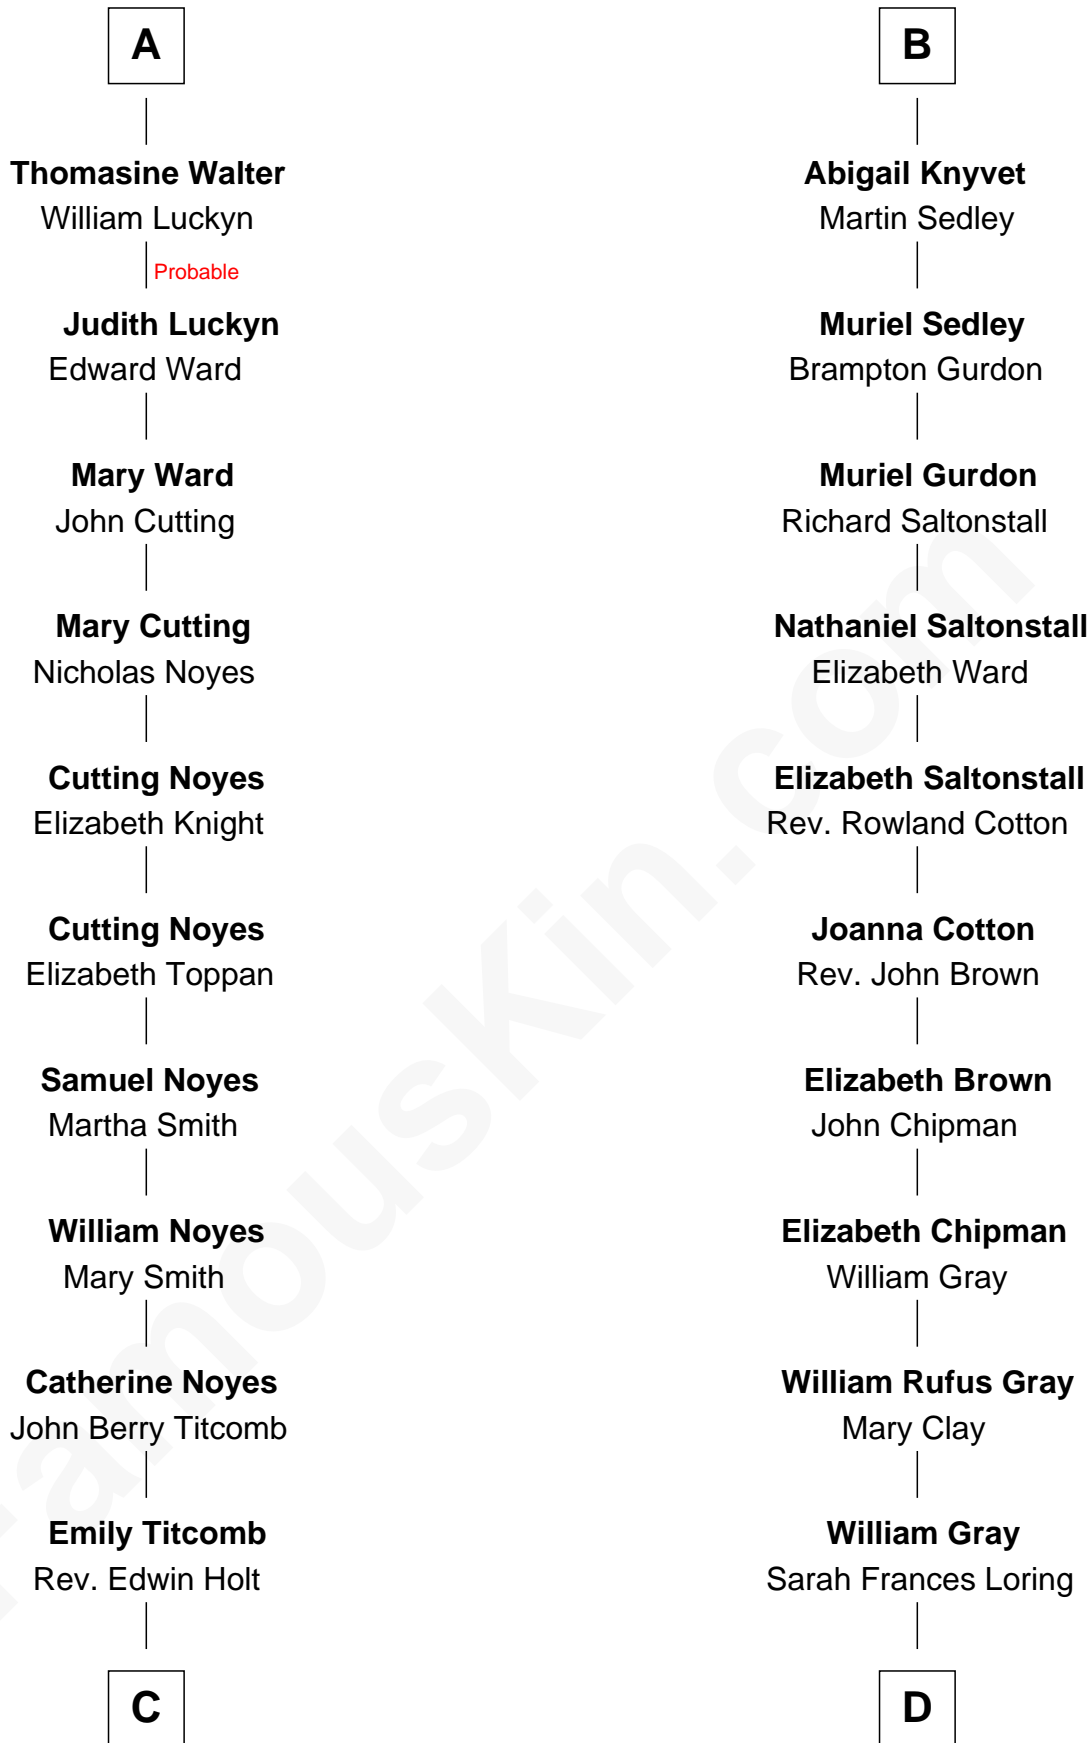 A
Thomasine Walter
William Luckyn
Probable
Judith Luckyn
Edward Ward
Mary Ward
John Cutting
Mary Cutting
Nicholas Noyes
Cutting Noyes
Elizabeth Knight
Cutting Noyes
Elizabeth Toppan
Samuel Noyes
Martha Smith
William Noyes
Mary Smith
Catherine Noyes
John Berry Titcomb
Emily Titcomb
Rev. Edwin Holt
C
B
Abigail Knyvet
Martin Sedley
Muriel Sedley
Brampton Gurdon
Muriel Gurdon
Richard Saltonstall
Nathaniel Saltonstall
Elizabeth Ward
Elizabeth Saltonstall
Rev. Rowland Cotton
Joanna Cotton
Rev. John Brown
Elizabeth Brown
John Chipman
Elizabeth Chipman
William Gray
William Rufus Gray
Mary Clay
William Gray
Sarah Frances Loring
D
FamousKin.com